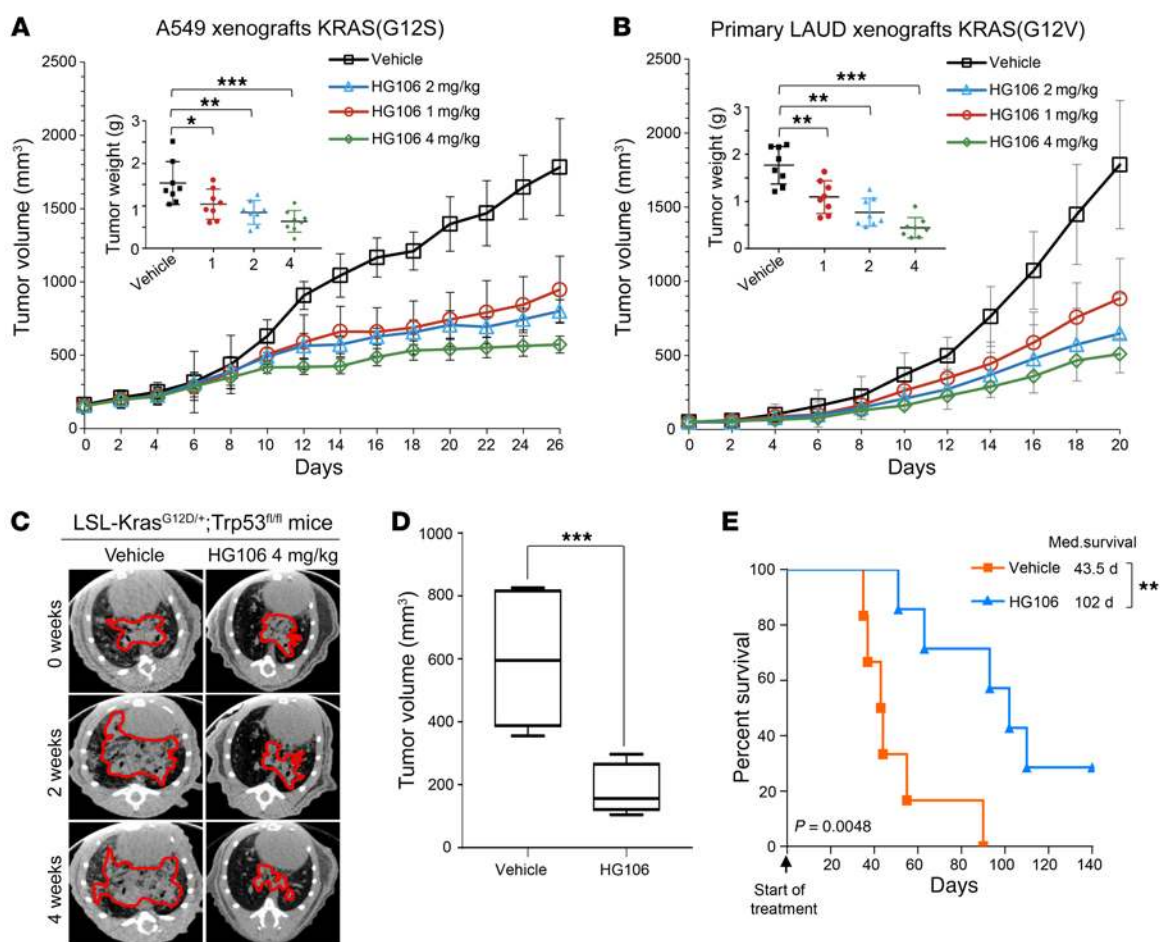 A
A549 xenografts KRAS(G12S)
Vehicle
HG106 2 mg/kg
HG106 1 mg/kg
HG106 4 mg/kg
Tumor volume (mm³)
2500
2000
1500
1000
500
0
0 2 4 6 8 10 12 14 16 18 20 22 24 26
Days
Tumor weight (g)
3
2
1
0
***
**
*
Vehicle 1 2 4
B
Primary LAUD xenografts KRAS(G12V)
Vehicle
HG106 2 mg/kg
HG106 1 mg/kg
HG106 4 mg/kg
Tumor volume (mm³)
2500
2000
1500
1000
500
0
0 2 4 6 8 10 12 14 16 18 20
Days
Tumor weight (g)
3
2
1
0
***
**
**
Vehicle 1 2 4
C
LSL-Kras^G12D/+;Trp53^fl/fl mice
Vehicle HG106 4 mg/kg
0 weeks
2 weeks
4 weeks
D
Tumor volume (mm³)
1000
800
600
400
200
0
***
Vehicle HG106
E
Med.survival
Vehicle 43.5 d
HG106 102 d
**
Percent survival
100
80
60
40
20
0
P = 0.0048
20 40 60 80 100 120 140
Days
Start of
treatment